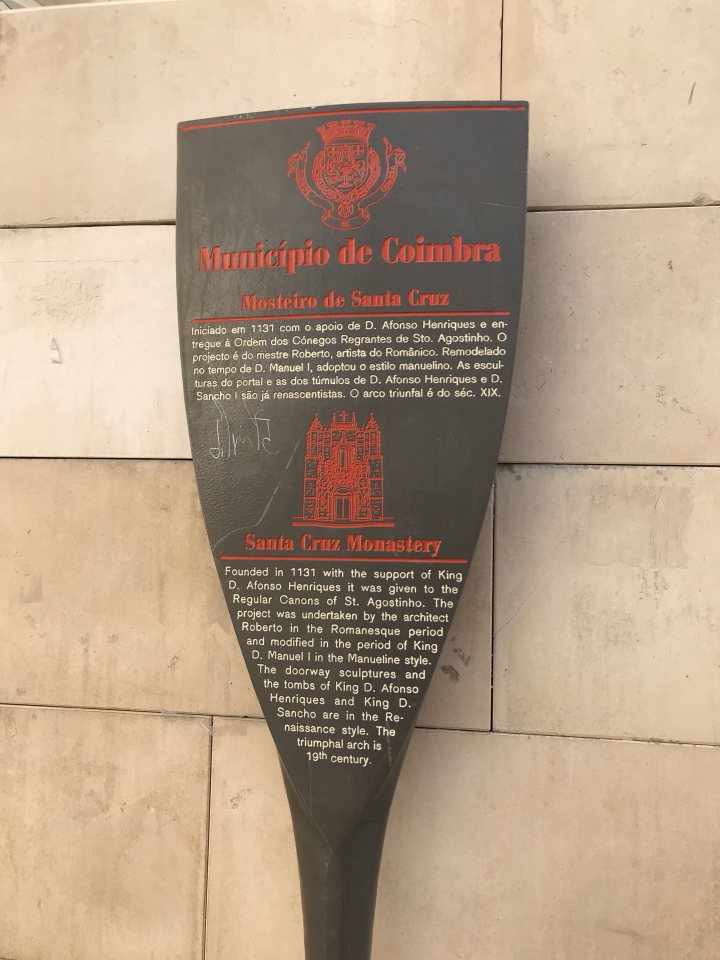 Município de Coimbra
Mosteiro de Santa Cruz
Iniciado em 1131 com o apoio de D. Afonso Henriques e en-
tregue à Ordem dos Cónegos Regrantes de Sto. Agostinho. O
projecto é do mestre Roberto, artista do Românico. Remodelado
no tempo de D. Manuel I, adoptou o estilo manuelino. As escul-
turas do portal e as dos túmulos de D. Afonso Henriques e D.
Sancho I são já renascentistas. O arco triunfal é do séc. XIX.
Santa Cruz Monastery
Founded in 1131 with the support of King
D. Afonso Henriques it was given to the
Regular Canons of St. Agostinho. The
project was undertaken by the architect
Roberto in the Romanesque period
and modified in the period of King
D. Manuel I in the Manueline style.
The doorway sculptures and
the tombs of King D. Afonso
Henriques and King D.
Sancho are in the Re-
naissance style. The
triumphal arch is
19th century.